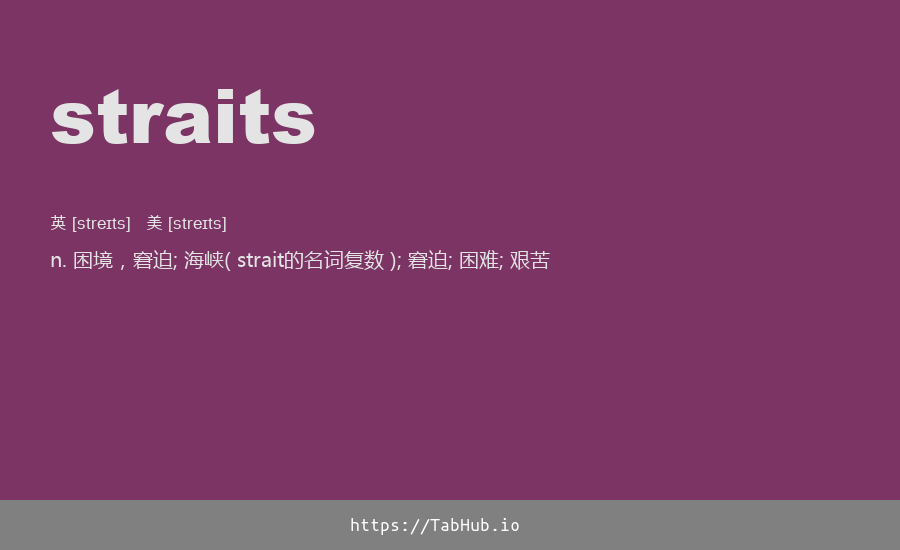 straits
英 [streɪts] 美 [streɪts]
n. 困境，窘迫; 海峡( strait的名词复数 ); 窘迫; 困难; 艰苦
https://TabHub.io